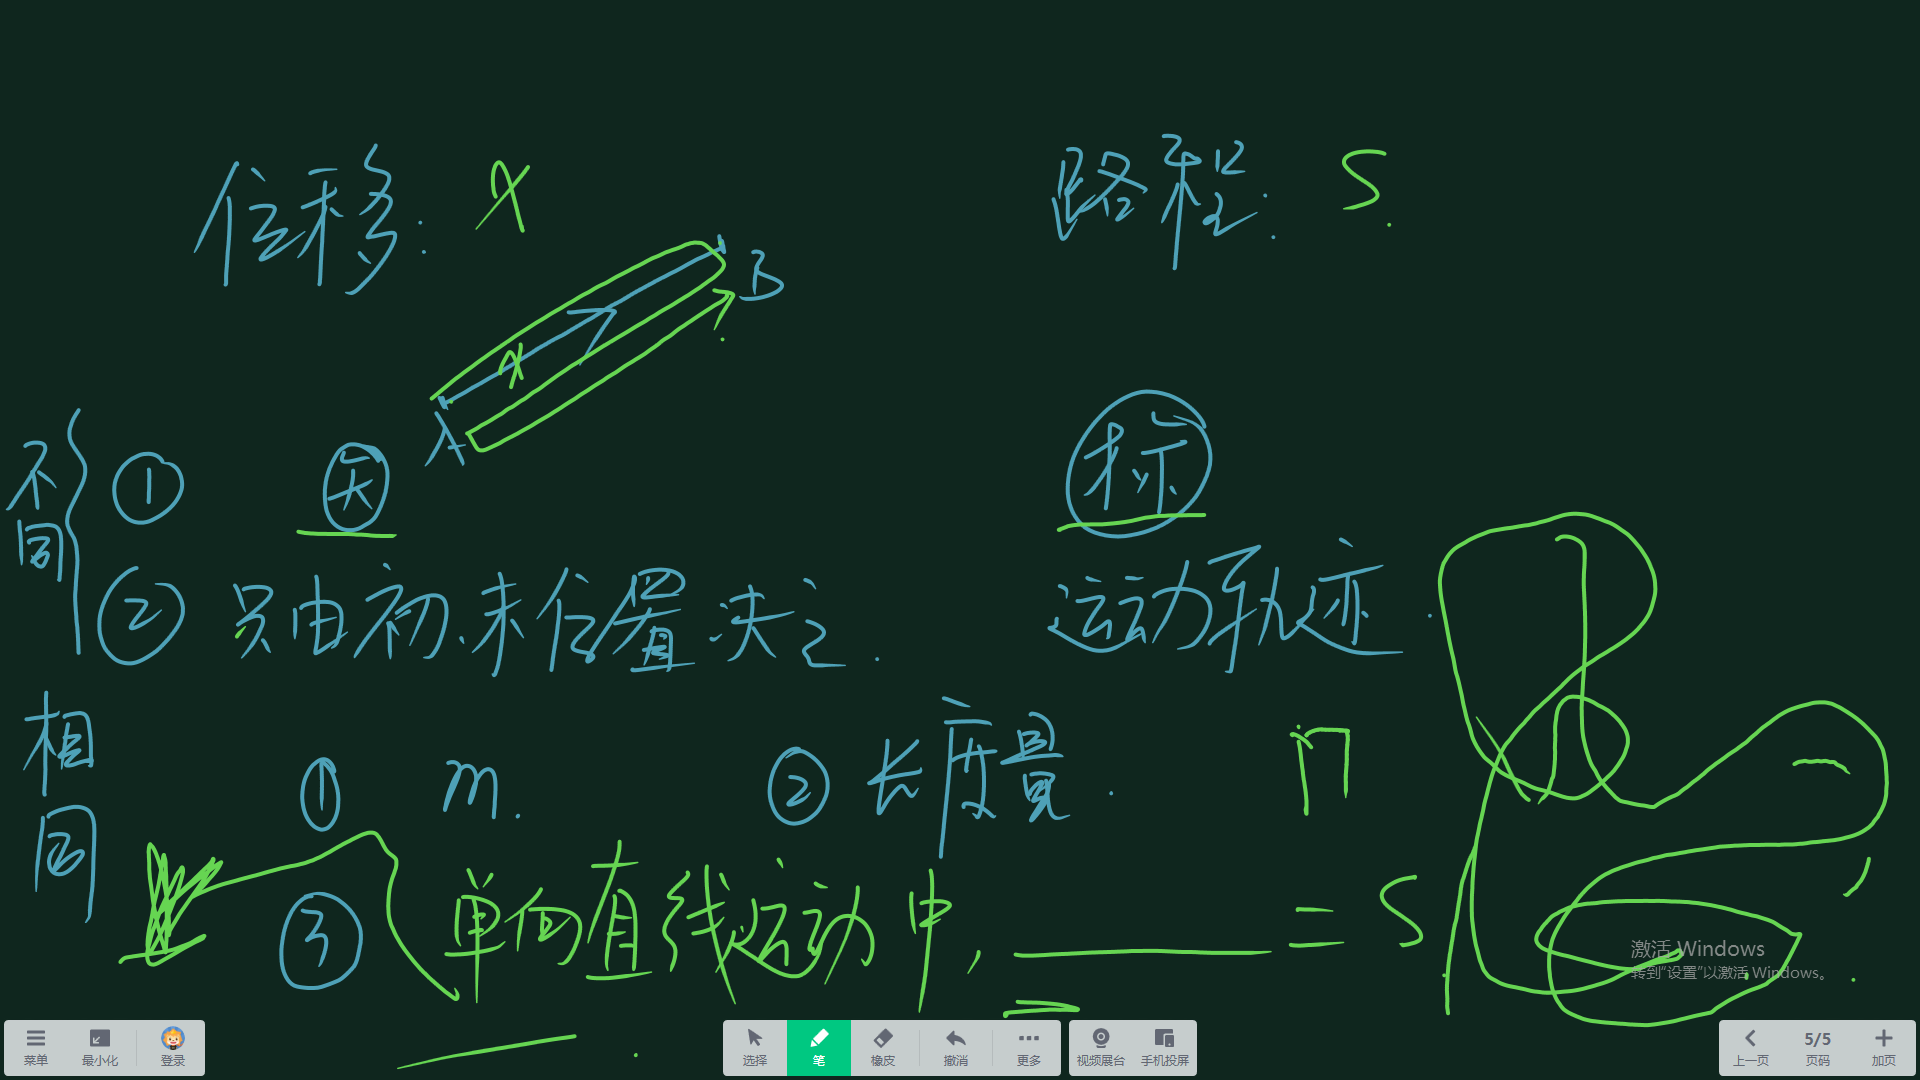 位移: x
路程: S.
B
x
A
不同
① 因 标
② 只由初、末位置决定. 运动轨迹.
相同
① m. ② 长度量.
③ 单向直线运动中, = S
激活 Windows
转到“设置”以激活 Windows。
菜单 最小化 登录 选择 笔 橡皮 撤消 更多 视频展台 手机投屏 上一页 5/5 页码 加页